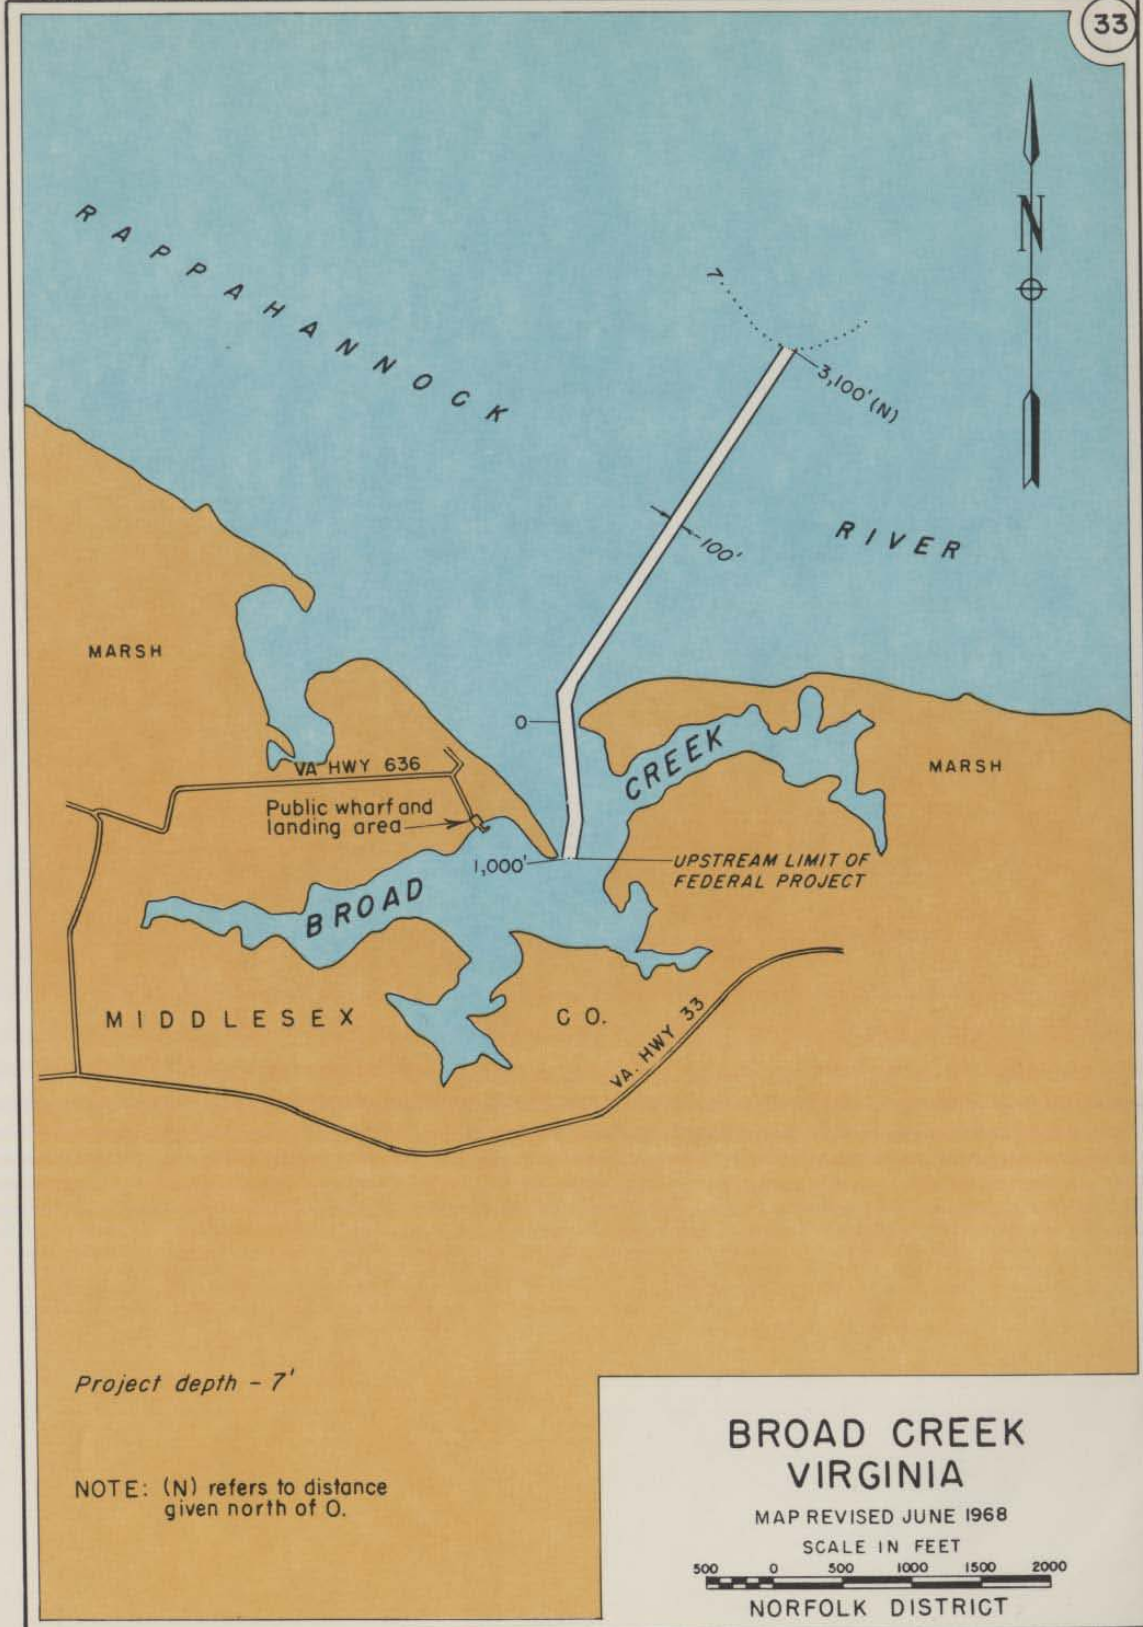 33
N
RAPPAHANNOCK
7
3,100' (N)
100'
RIVER
MARSH
0
CREEK
MARSH
VA HWY 636
Public wharf and
landing area
1,000'
UPSTREAM LIMIT OF
FEDERAL PROJECT
BROAD
MIDDLESEX CO.
VA. HWY 33
Project depth - 7'
NOTE: (N) refers to distance
given north of 0.
BROAD CREEK
VIRGINIA
MAP REVISED JUNE 1968
SCALE IN FEET
500 0 500 1000 1500 2000
NORFOLK DISTRICT